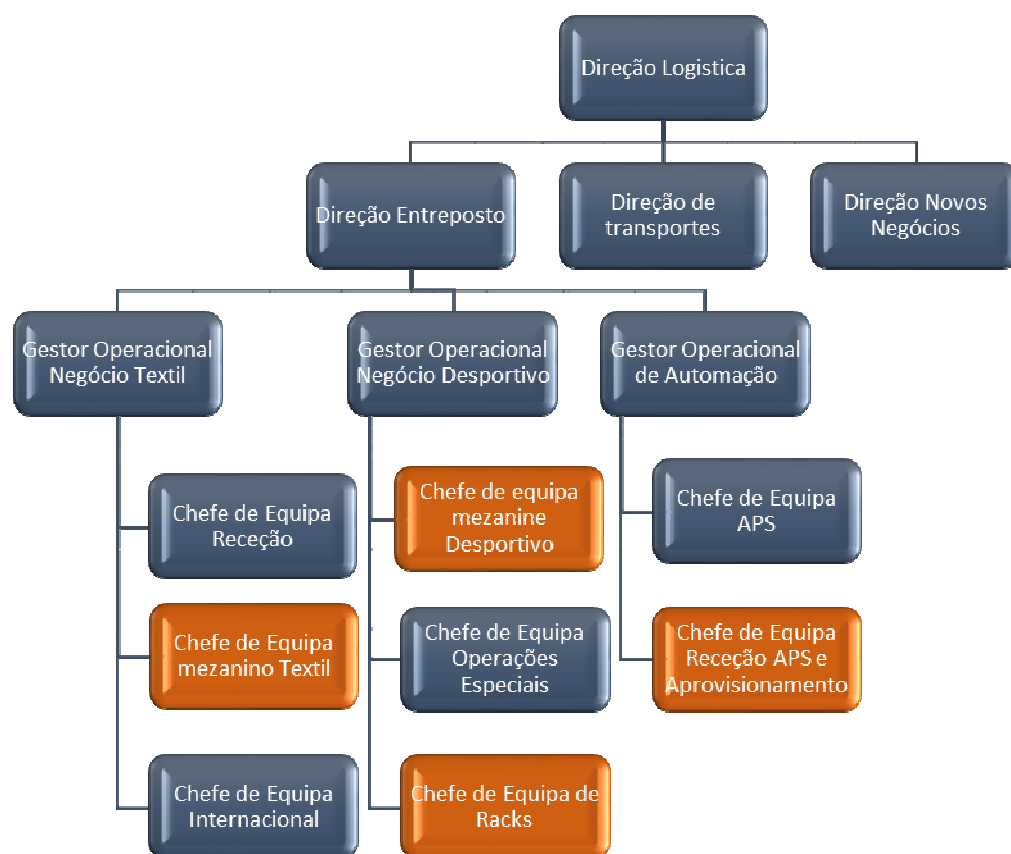 Direção Logistica
Direção Entreposto
Direção de
transportes
Direção Novos
Negócios
Gestor Operacional
Negócio Textil
Gestor Operacional
Negócio Desportivo
Gestor Operacional
de Automação
Chefe de Equipa
Receção
Chefe de Equipa
mezanino Textil
Chefe de Equipa
Internacional
Chefe de equipa
mezanine
Desportivo
Chefe de Equipa
Operações
Especiais
Chefe de Equipa de
Racks
Chefe de Equipa
APS
Chefe de Equipa
Receção APS e
Aprovisionamento